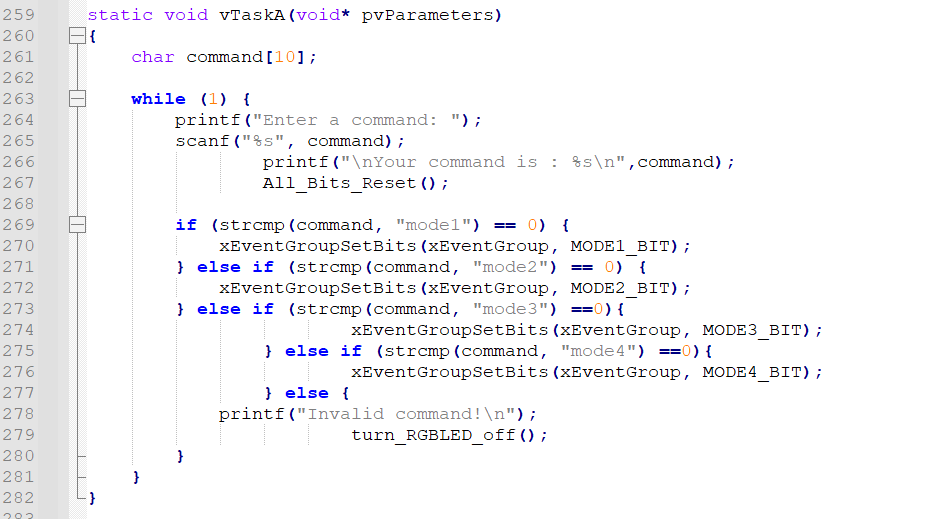 259 static void vTaskA(void* pvParameters)
260 {
261 char command[10];
262
263 while (1) {
264 printf("Enter a command: ");
265 scanf("%s", command);
266 printf("\nYour command is : %s\n",command);
267 All_Bits_Reset();
268
269 if (strcmp(command, "mode1") == 0) {
270 xEventGroupSetBits(xEventGroup, MODE1_BIT);
271 } else if (strcmp(command, "mode2") == 0) {
272 xEventGroupSetBits(xEventGroup, MODE2_BIT);
273 } else if (strcmp(command, "mode3") ==0){
274 xEventGroupSetBits(xEventGroup, MODE3_BIT);
275 } else if (strcmp(command, "mode4") ==0){
276 xEventGroupSetBits(xEventGroup, MODE4_BIT);
277 } else {
278 printf("Invalid command!\n");
279 turn_RGBLED_off();
280 }
281 }
282 }
283